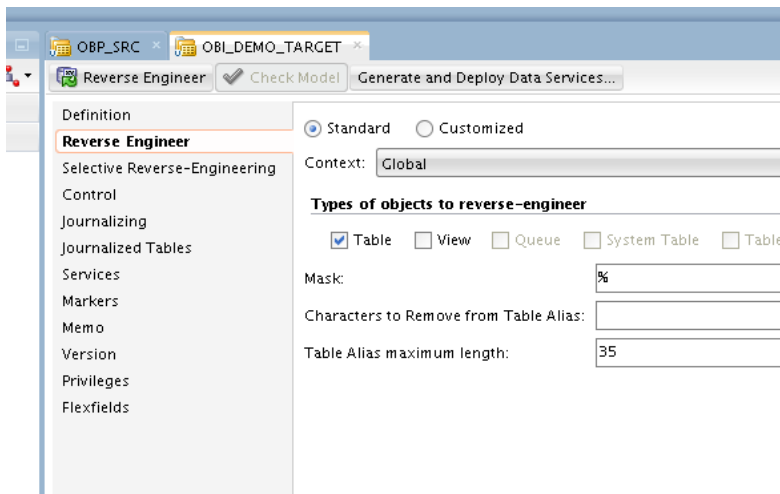 OBP_SRC OBI_DEMO_TARGET
Reverse Engineer Check Model Generate and Deploy Data Services...
Definition
Reverse Engineer
Selective Reverse-Engineering
Control
Journalizing
Journalized Tables
Services
Markers
Memo
Version
Privileges
Flexfields
Standard Customized
Context: Global
Types of objects to reverse-engineer
Table View Queue System Table Table
Mask: %
Characters to Remove from Table Alias:
Table Alias maximum length: 35